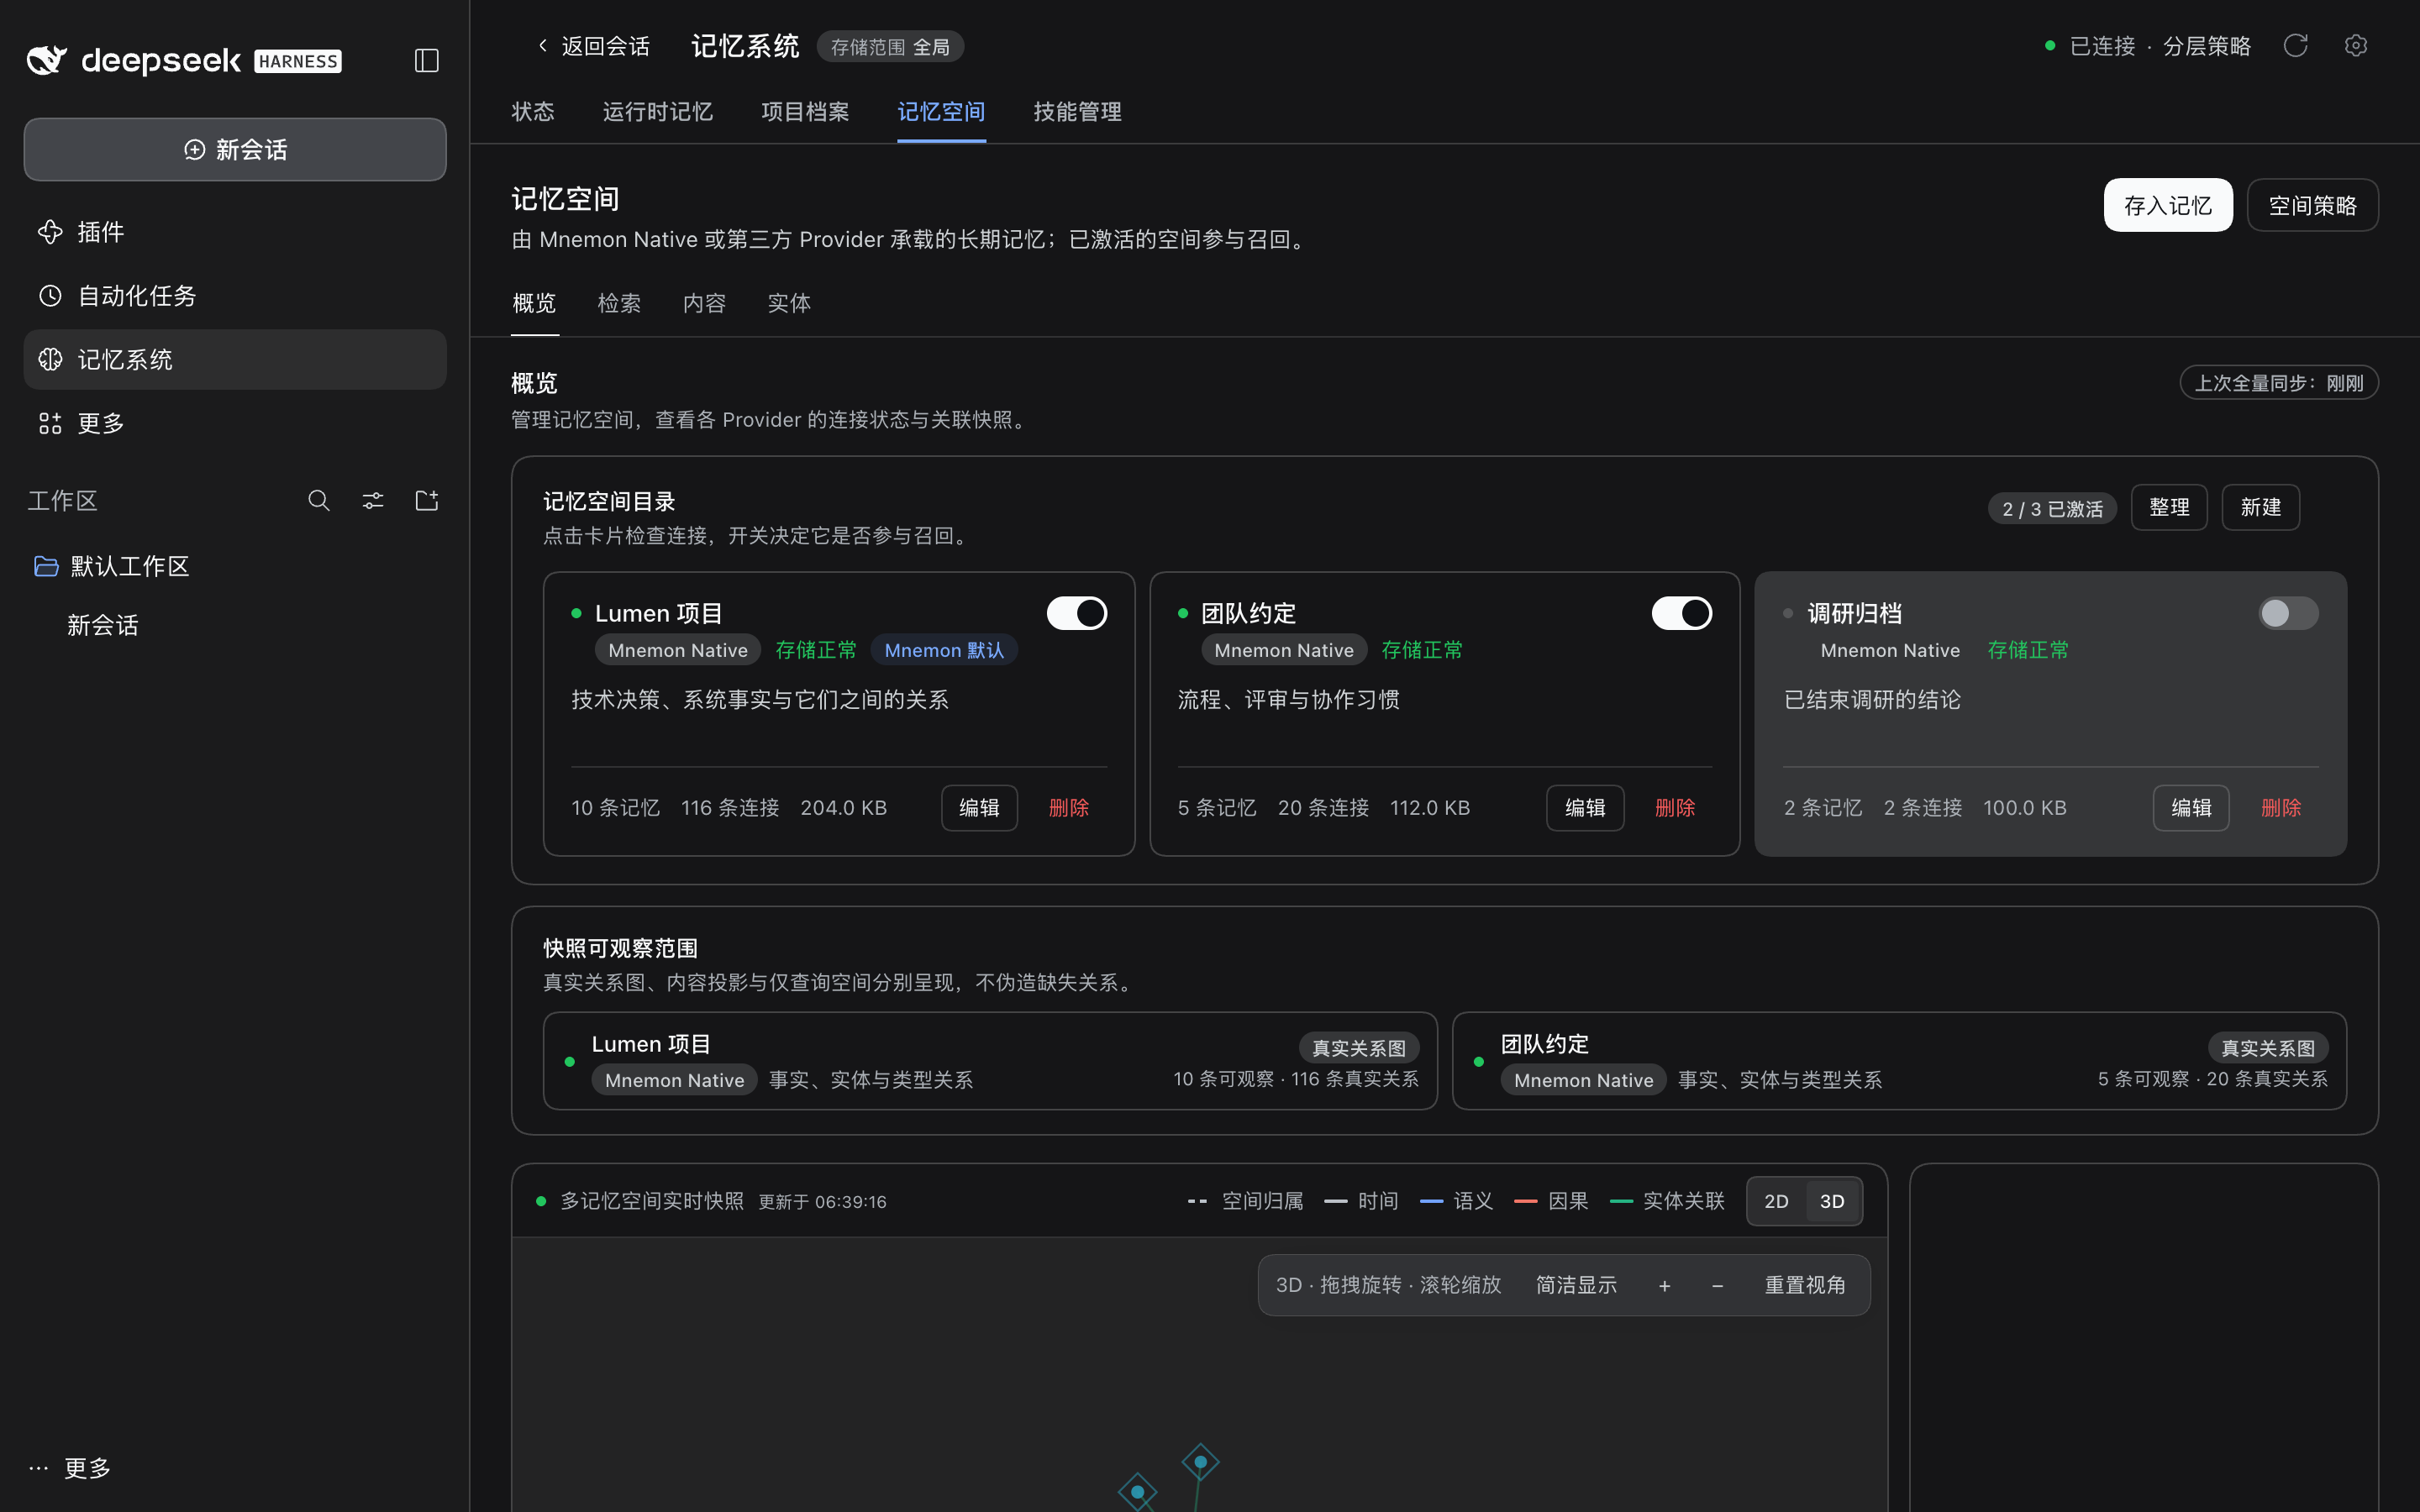 deepseek HARNESS
新会话
插件
自动化任务
记忆系统
更多
工作区
默认工作区
新会话
更多
返回会话 记忆系统 存储范围 全局
已连接 · 分层策略
状态 运行时记忆 项目档案 记忆空间 技能管理
记忆空间
由 Mnemon Native 或第三方 Provider 承载的长期记忆；已激活的空间参与召回。
存入记忆 空间策略
概览 检索 内容 实体
概览
管理记忆空间，查看各 Provider 的连接状态与关联快照。
上次全量同步：刚刚
记忆空间目录
点击卡片检查连接，开关决定它是否参与召回。
2 / 3 已激活 整理 新建
Lumen 项目
Mnemon Native 存储正常 Mnemon 默认
技术决策、系统事实与它们之间的关系
10 条记忆 116 条连接 204.0 KB 编辑 删除
团队约定
Mnemon Native 存储正常
流程、评审与协作习惯
5 条记忆 20 条连接 112.0 KB 编辑 删除
调研归档
Mnemon Native 存储正常
已结束调研的结论
2 条记忆 2 条连接 100.0 KB 编辑 删除
快照可观察范围
真实关系图、内容投影与仅查询空间分别呈现，不伪造缺失关系。
Lumen 项目 真实关系图
Mnemon Native 事实、实体与类型关系 10 条可观察 · 116 条真实关系
团队约定 真实关系图
Mnemon Native 事实、实体与类型关系 5 条可观察 · 20 条真实关系
多记忆空间实时快照 更新于 06:39:16
空间归属 时间 语义 因果 实体关联 2D 3D
3D · 拖拽旋转 · 滚轮缩放 简洁显示 + − 重置视角